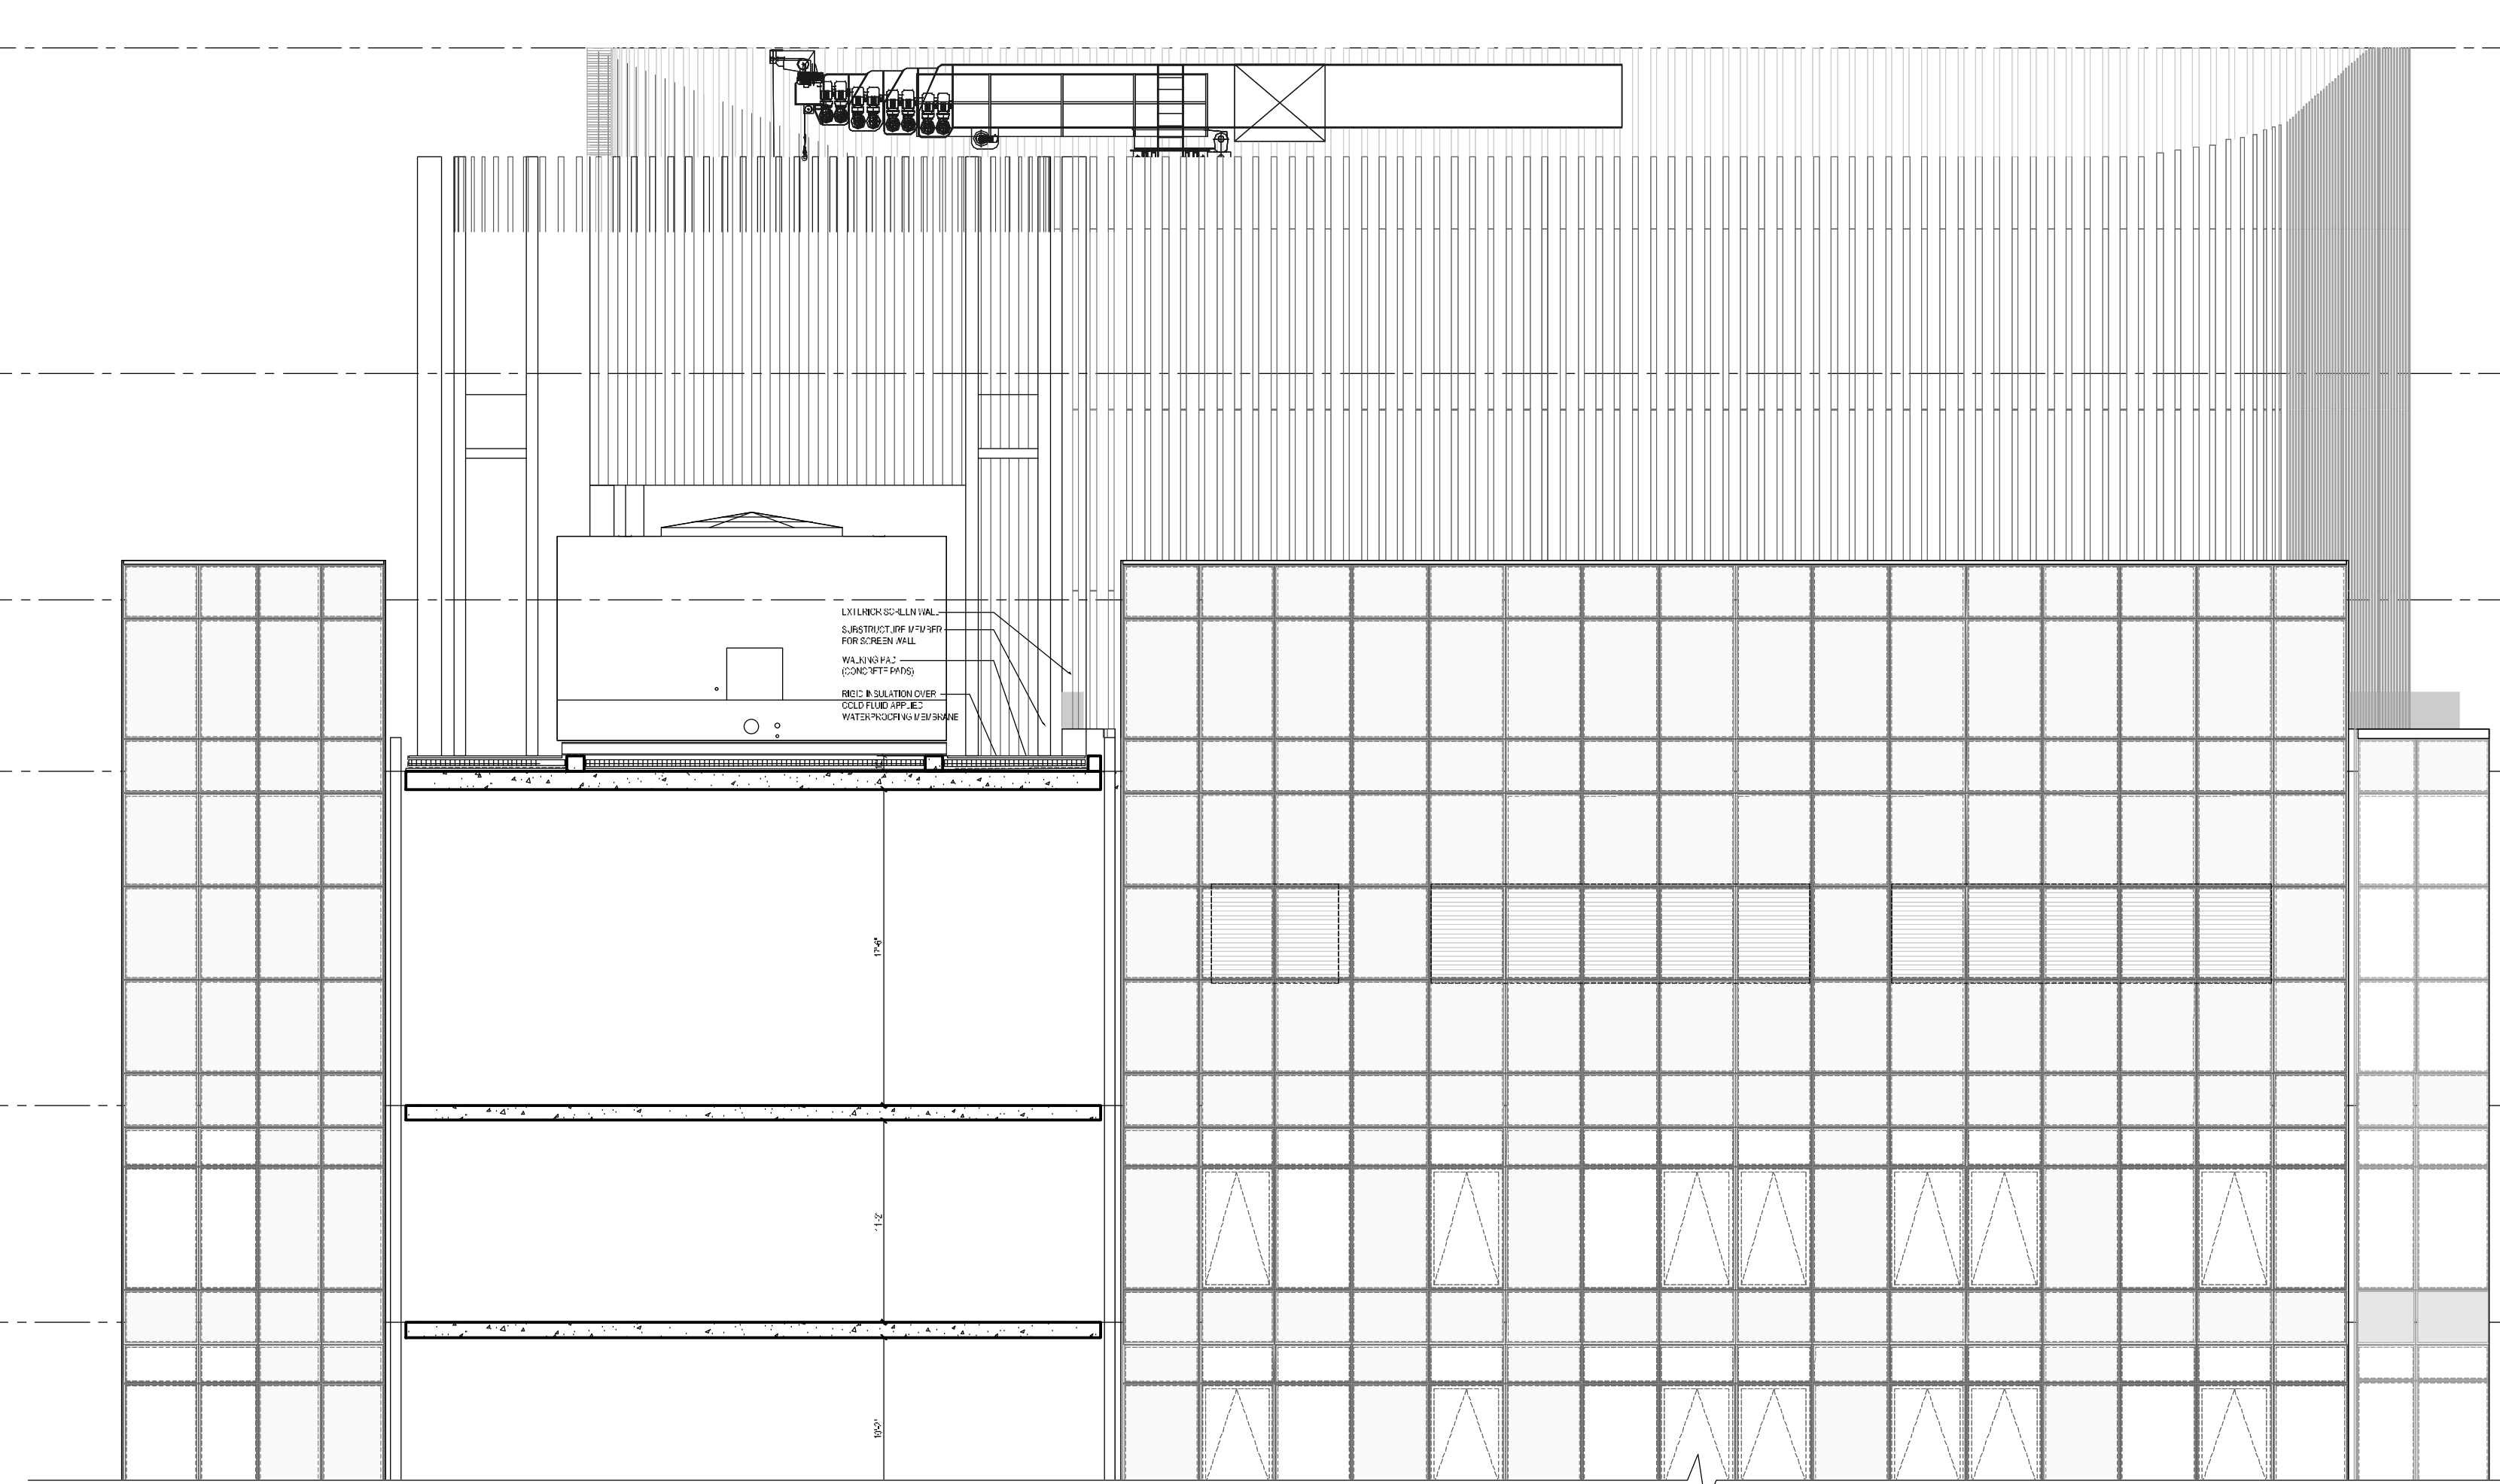 EXTERIOR SCREEN WALL
SUBSTRUCTURE MEMBER
FOR SCREEN WALL
WALKING PAD
(CONCRETE PADS)
RIGID INSULATION OVER
COLD FLUID APPLIED
WATERPROOFING MEMBRANE
17'-6"
11'-2"
10'-2"